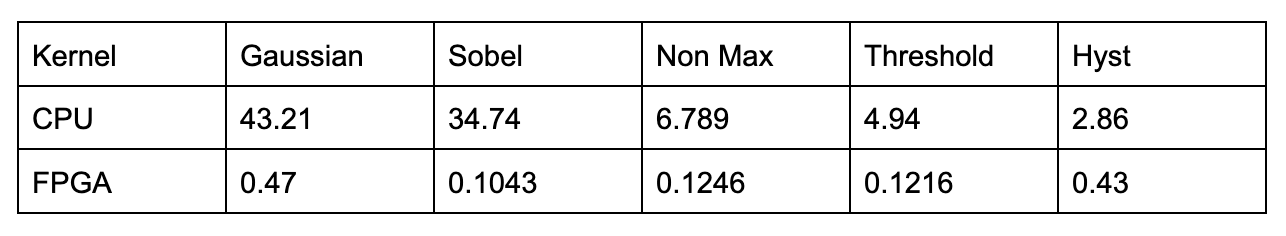 Kernel Gaussian Sobel Non Max Threshold Hyst
CPU 43.21 34.74 6.789 4.94 2.86
FPGA 0.47 0.1043 0.1246 0.1216 0.43